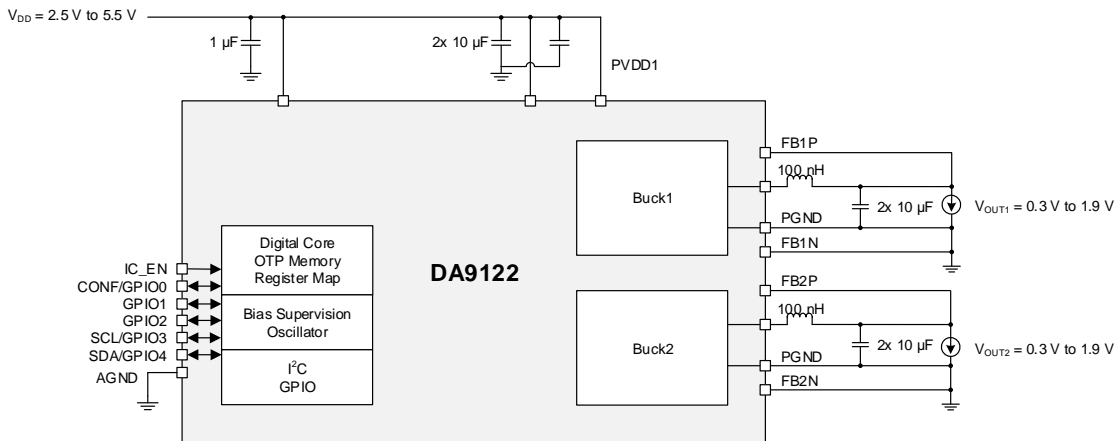 V_DD = 2.5 V to 5.5 V
1 µF
2x 10 µF
PVDD1
FB1P
100 nH
Buck1
2x 10 µF
V_OUT1 = 0.3 V to 1.9 V
PGND
FB1N
Digital Core
OTP Memory
Register Map
DA9122
IC_EN
CONF/GPIO0
GPIO1
GPIO2
SCL/GPIO3
SDA/GPIO4
AGND
Bias Supervision
Oscillator
I²C
GPIO
FB2P
100 nH
Buck2
2x 10 µF
V_OUT2 = 0.3 V to 1.9 V
PGND
FB2N